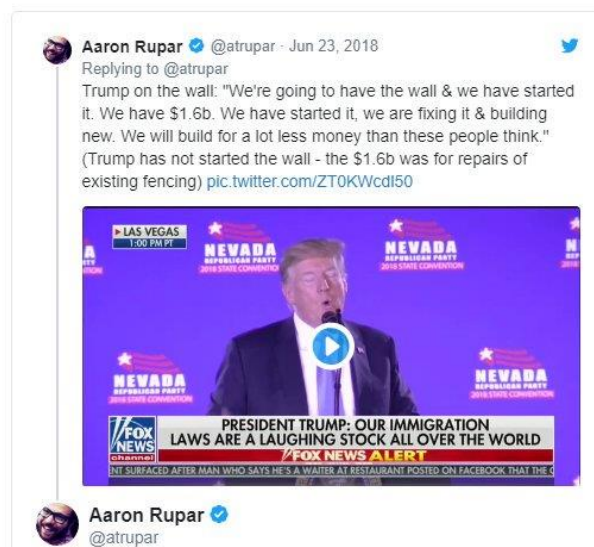 Aaron Rupar @atrupar · Jun 23, 2018
Replying to @atrupar
Trump on the wall: "We're going to have the wall & we have started
it. We have $1.6b. We have started it, we are fixing it & building
new. We will build for a lot less money than these people think."
(Trump has not started the wall - the $1.6b was for repairs of
existing fencing) pic.twitter.com/ZT0KWcdI50
LAS VEGAS
1:00 PM PT
NEVADA
REPUBLICAN PARTY
2018 STATE CONVENTION
NEVADA
REPUBLICAN PARTY
2018 STATE CONVENTION
NEVADA
REPUBLICAN PARTY
2018 STATE CONVENTION
NEVADA
REPUBLICAN PARTY
2018 STATE CONVENTION
FOX
NEWS
channel
PRESIDENT TRUMP: OUR IMMIGRATION
LAWS ARE A LAUGHING STOCK ALL OVER THE WORLD
FOX NEWS ALERT
NT SURFACED AFTER MAN WHO SAYS HE'S A WAITER AT RESTAURANT POSTED ON FACEBOOK THAT THE
Aaron Rupar
@atrupar